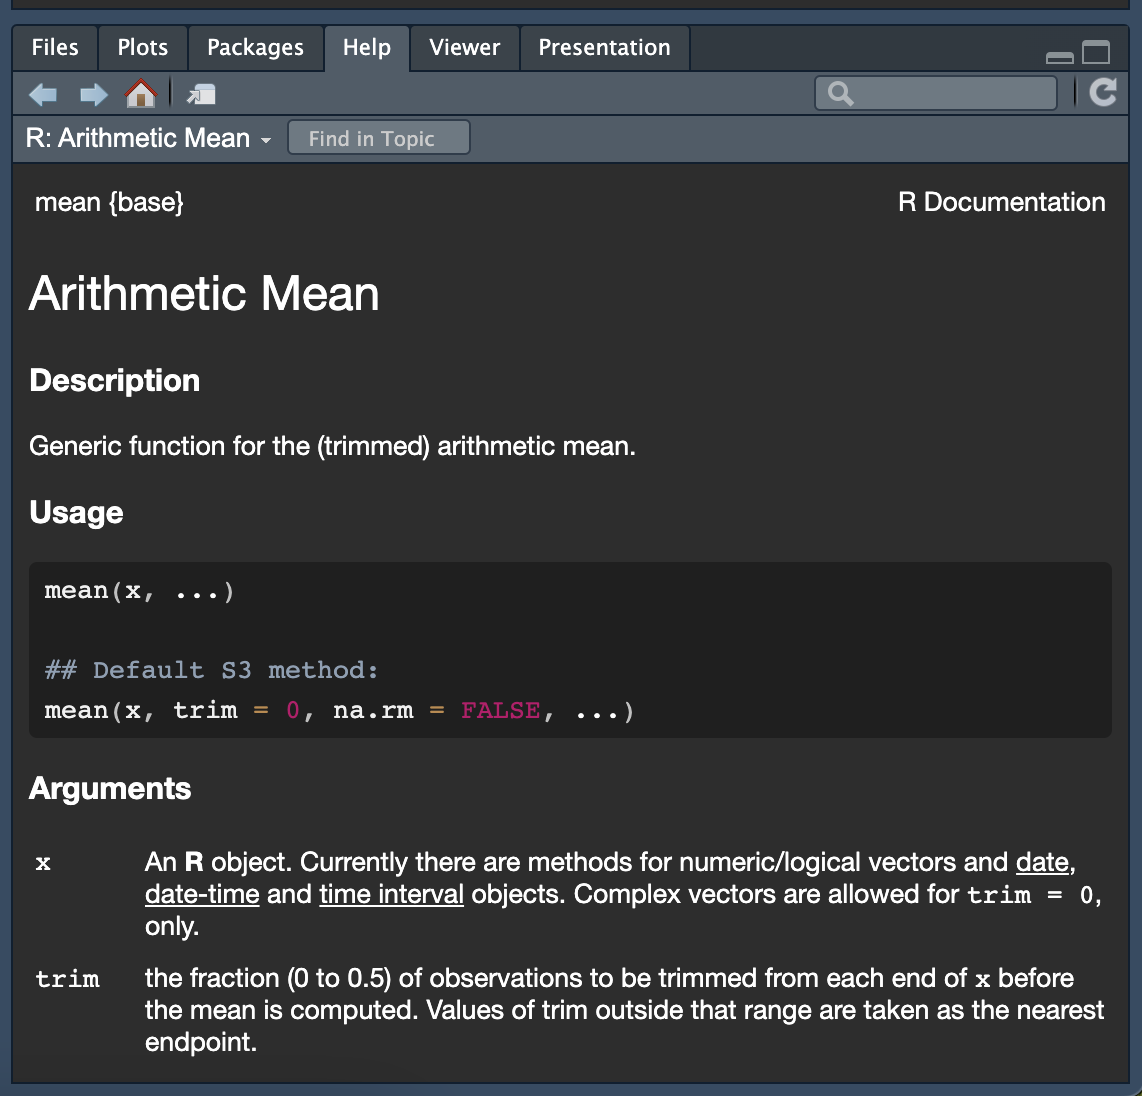 Files Plots Packages Help Viewer Presentation
R: Arithmetic Mean Find in Topic
mean {base} R Documentation
Arithmetic Mean
Description
Generic function for the (trimmed) arithmetic mean.
Usage
mean(x, ...)
## Default S3 method:
mean(x, trim = 0, na.rm = FALSE, ...)
Arguments
x An R object. Currently there are methods for numeric/logical vectors and date,
date-time and time interval objects. Complex vectors are allowed for trim = 0,
only.
trim the fraction (0 to 0.5) of observations to be trimmed from each end of x before
the mean is computed. Values of trim outside that range are taken as the nearest
endpoint.